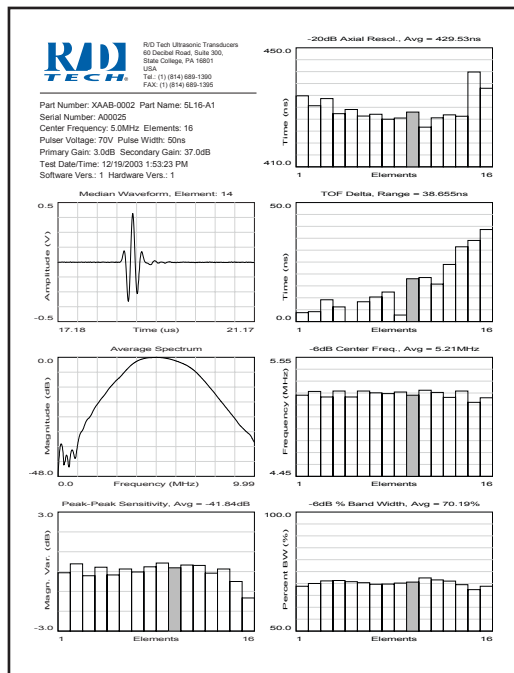 R/D
TECH
R/D Tech Ultrasonic Transducers
60 Decibel Road, Suite 300,
State College, PA 16801
USA
Tel.: (1) (814) 689-1390
FAX: (1) (814) 689-1395
Part Number: XAAB-0002 Part Name: 5L16-A1
Serial Number: A00025
Center Frequency: 5.0MHz Elements: 16
Pulser Voltage: 70V Pulse Width: 50ns
Primary Gain: 3.0dB Secondary Gain: 37.0dB
Test Date/Time: 12/19/2003 1:53:23 PM
Software Vers.: 1 Hardware Vers.: 1
-20dB Axial Resol., Avg = 429.53ns
450.0
Time (ns)
410.0
1 Elements 16
Median Waveform, Element: 14
0.5
Amplitude (V)
-0.5
17.18 Time (us) 21.17
TOF Delta, Range = 38.655ns
50.0
Time (ns)
0.0
1 Elements 16
Average Spectrum
0.0
Magnitude (dB)
-48.0
0.0 Frequency (MHz) 9.99
-6dB Center Freq., Avg = 5.21MHz
5.55
Frequency (MHz)
4.45
1 Elements 16
Peak-Peak Sensitivity, Avg = -41.84dB
3.0
Magn. Var. (dB)
-3.0
1 Elements 16
-6dB % Band Width, Avg = 70.19%
100.0
Percent BW (%)
50.0
1 Elements 16